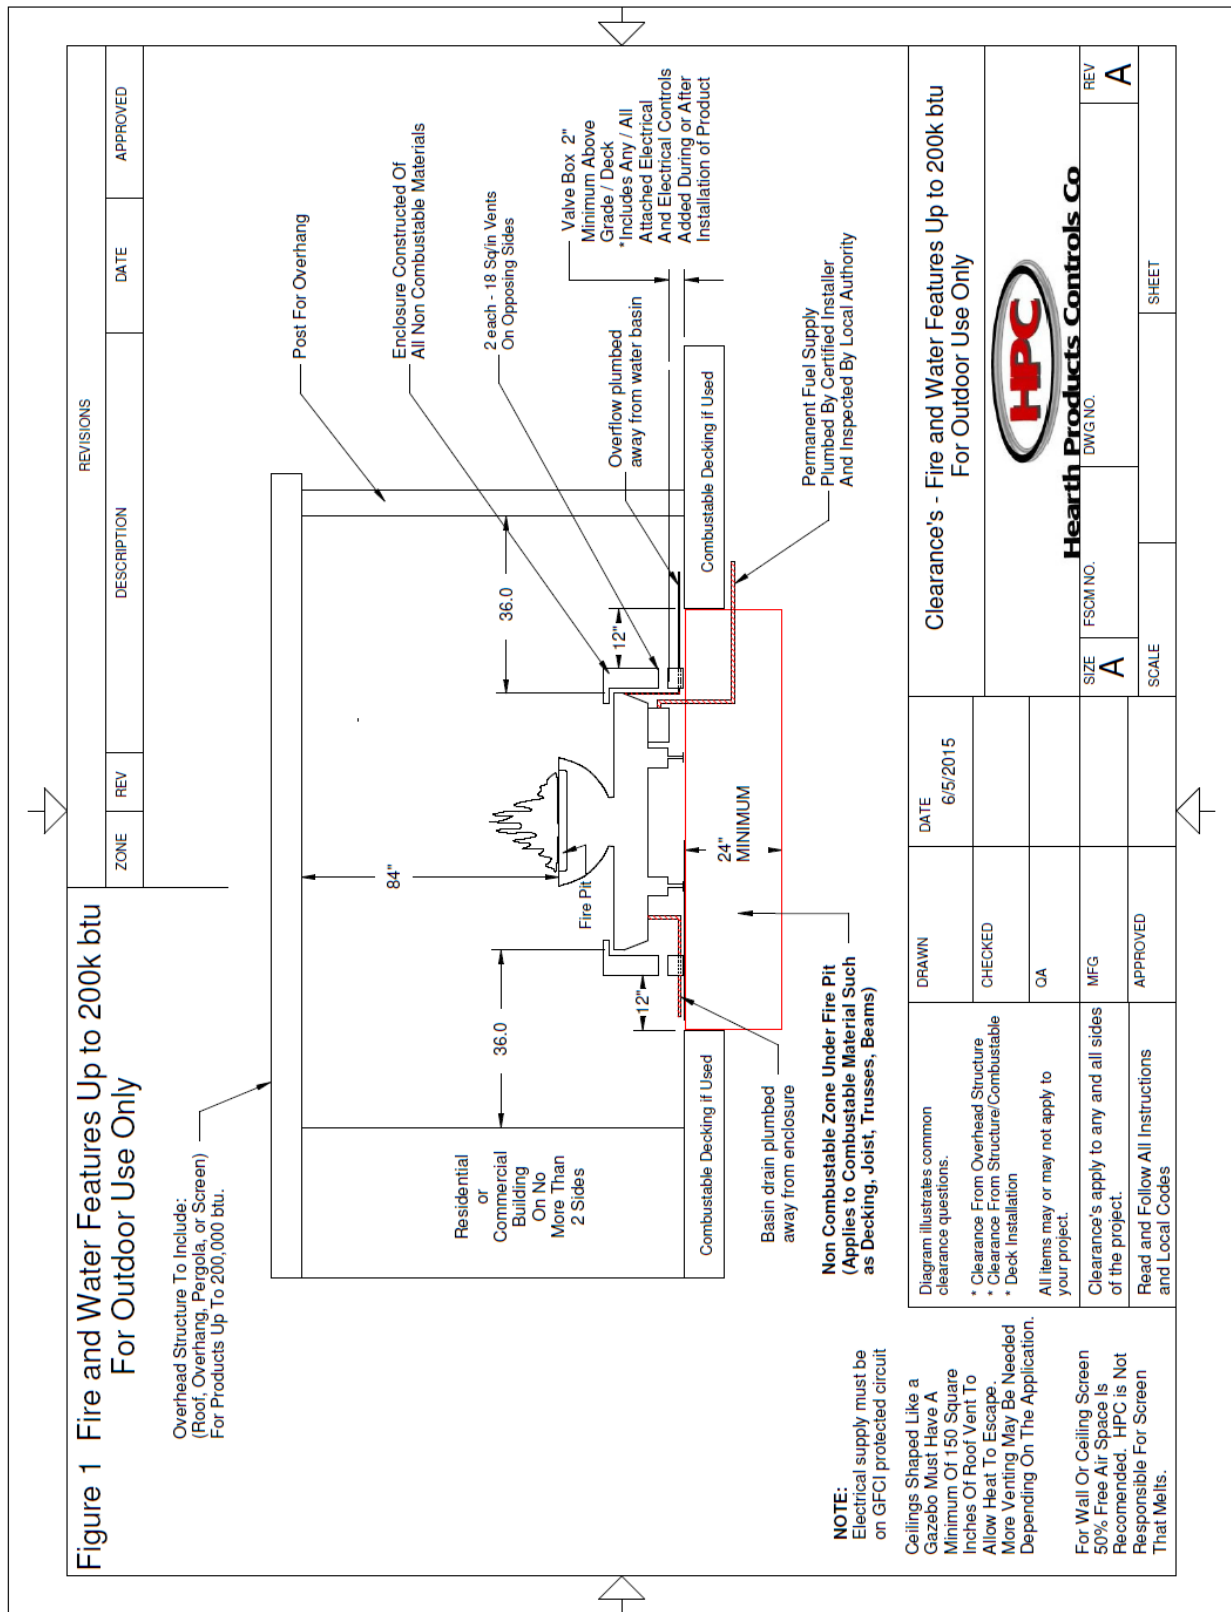 Figure 1  Fire and Water Features Up to 200k btu
For Outdoor Use Only
REVISIONS
ZONE
REV
DESCRIPTION
DATE
APPROVED
Overhead Structure To Include:
(Roof, Overhang, Pergola, or Screen)
For Products Up To 200,000 btu.
Post For Overhang
Enclosure Constructed Of
All Non Combustable Materials
2 each - 18 Sq/in Vents
On Opposing Sides
Valve Box 2"
Minimum Above
Grade / Deck
*Includes Any / All
Attached Electrical
And Electrical Controls
Added During or After
Installation of Product
84"
Fire Pit
36.0
36.0
12"
12"
Residential
or
Commercial
Building
On No
More Than
2 Sides
Overflow plumbed
away from water basin
Combustable Decking if Used
Combustable Decking if Used
24"
MINIMUM
Basin drain plumbed
away from enclosure
Permanent Fuel Supply
Plumbed By Certified Installer
And Inspected By Local Authority
Non Combustable Zone Under Fire Pit
(Applies to Combustable Material Such
as Decking, Joist, Trusses, Beams)
NOTE:
Electrical supply must be
on GFCI protected circuit
Ceilings Shaped Like a
Gazebo Must Have A
Minimum Of 150 Square
Inches Of Roof Vent To
Allow Heat To Escape.
More Venting May Be Needed
Depending On The Application.
For Wall Or Ceiling Screen
50% Free Air Space Is
Recomended.  HPC is Not
Responsible For Screen
That Melts.
Diagram illustrates common
clearance questions.
* Clearance From Overhead Structure
* Clearance From Structure/Combustable
* Deck Installation
All items may or may not apply to
your project.
Clearance's apply to any and all sides
of the project.
Read and Follow All Instructions
and Local Codes
DRAWN
DATE
6/5/2015
CHECKED
QA
MFG
APPROVED
Clearance's - Fire and Water Features Up to 200k btu
For Outdoor Use Only
HPC
Hearth Products Controls Co
SIZE
A
FSCM NO.
DWG NO.
REV
A
SCALE
SHEET